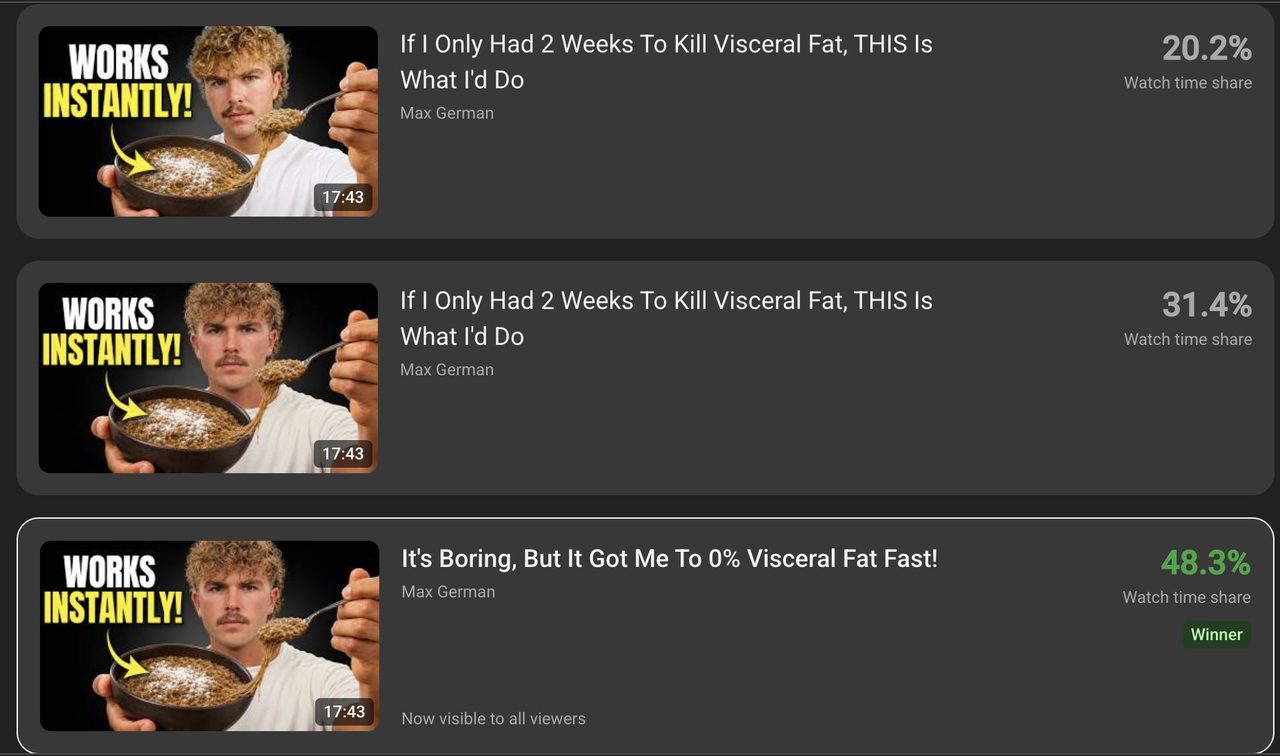 WORKS
INSTANTLY!
17:43
If I Only Had 2 Weeks To Kill Visceral Fat, THIS Is
What I'd Do
Max German
20.2%
Watch time share
WORKS
INSTANTLY!
17:43
If I Only Had 2 Weeks To Kill Visceral Fat, THIS Is
What I'd Do
Max German
31.4%
Watch time share
WORKS
INSTANTLY!
17:43
It's Boring, But It Got Me To 0% Visceral Fat Fast!
Max German
Now visible to all viewers
48.3%
Watch time share
Winner